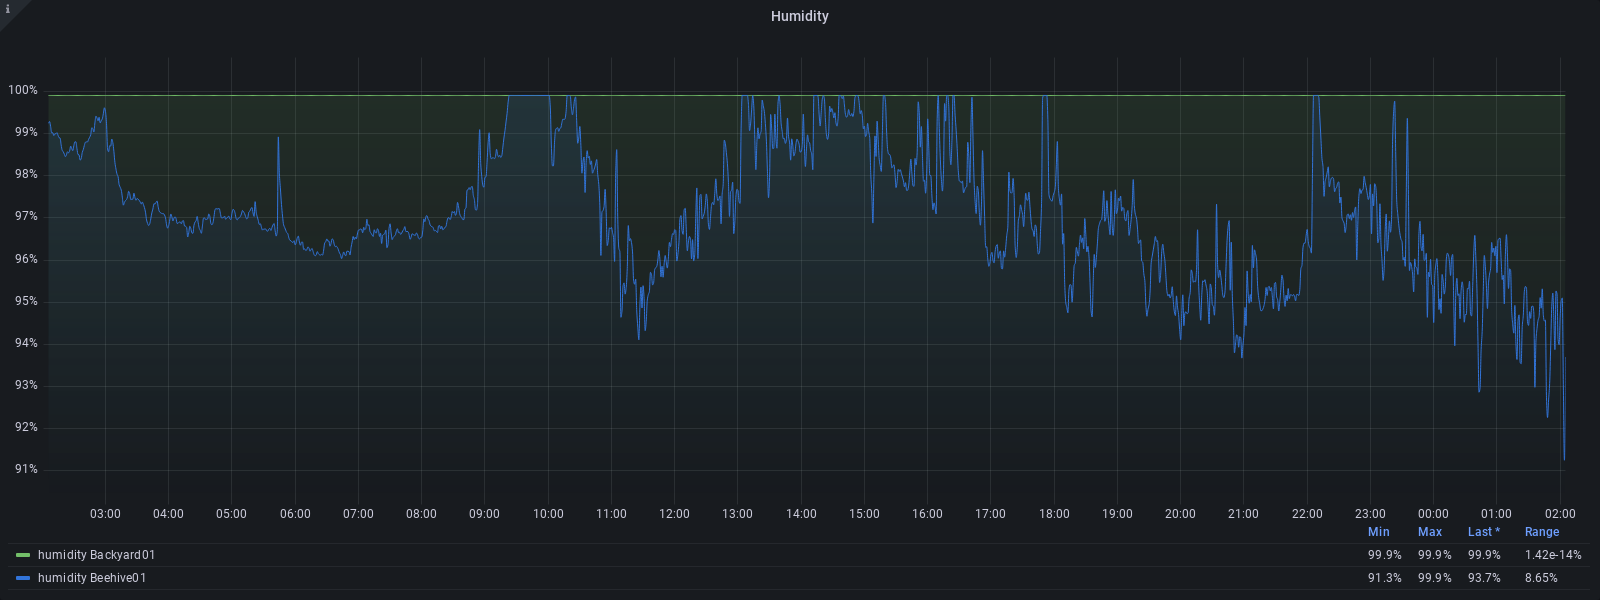 i
Humidity
100%
99%
98%
97%
96%
95%
94%
93%
92%
91%
03:00 04:00 05:00 06:00 07:00 08:00 09:00 10:00 11:00 12:00 13:00 14:00 15:00 16:00 17:00 18:00 19:00 20:00 21:00 22:00 23:00 00:00 01:00 02:00
Min Max Last * Range
humidity Backyard01 99.9% 99.9% 99.9% 1.42e-14%
humidity Beehive01 91.3% 99.9% 93.7% 8.65%